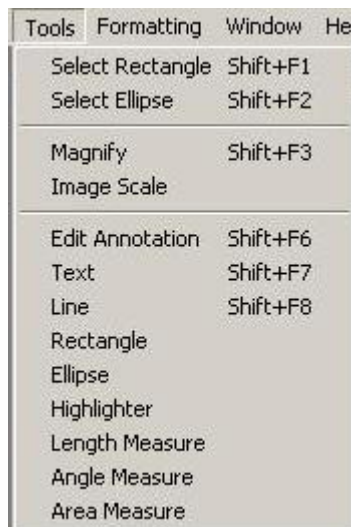 Tools Formatting Window He
Select Rectangle Shift+F1
Select Ellipse Shift+F2
Magnify Shift+F3
Image Scale
Edit Annotation Shift+F6
Text Shift+F7
Line Shift+F8
Rectangle
Ellipse
Highlighter
Length Measure
Angle Measure
Area Measure